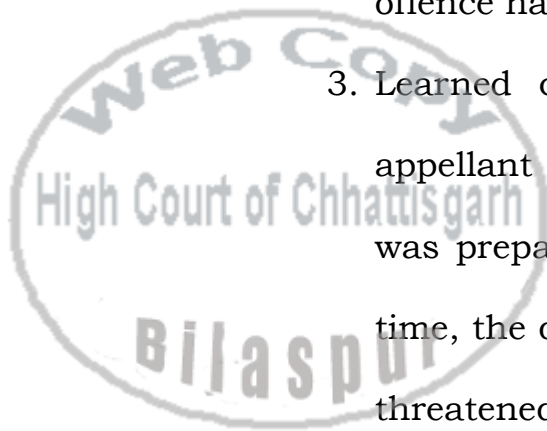 offence ha
Web Copy
3. Learned
appellant
High Court of Chhattisgarh
was prepa
time, the
Bilaspur
threatened